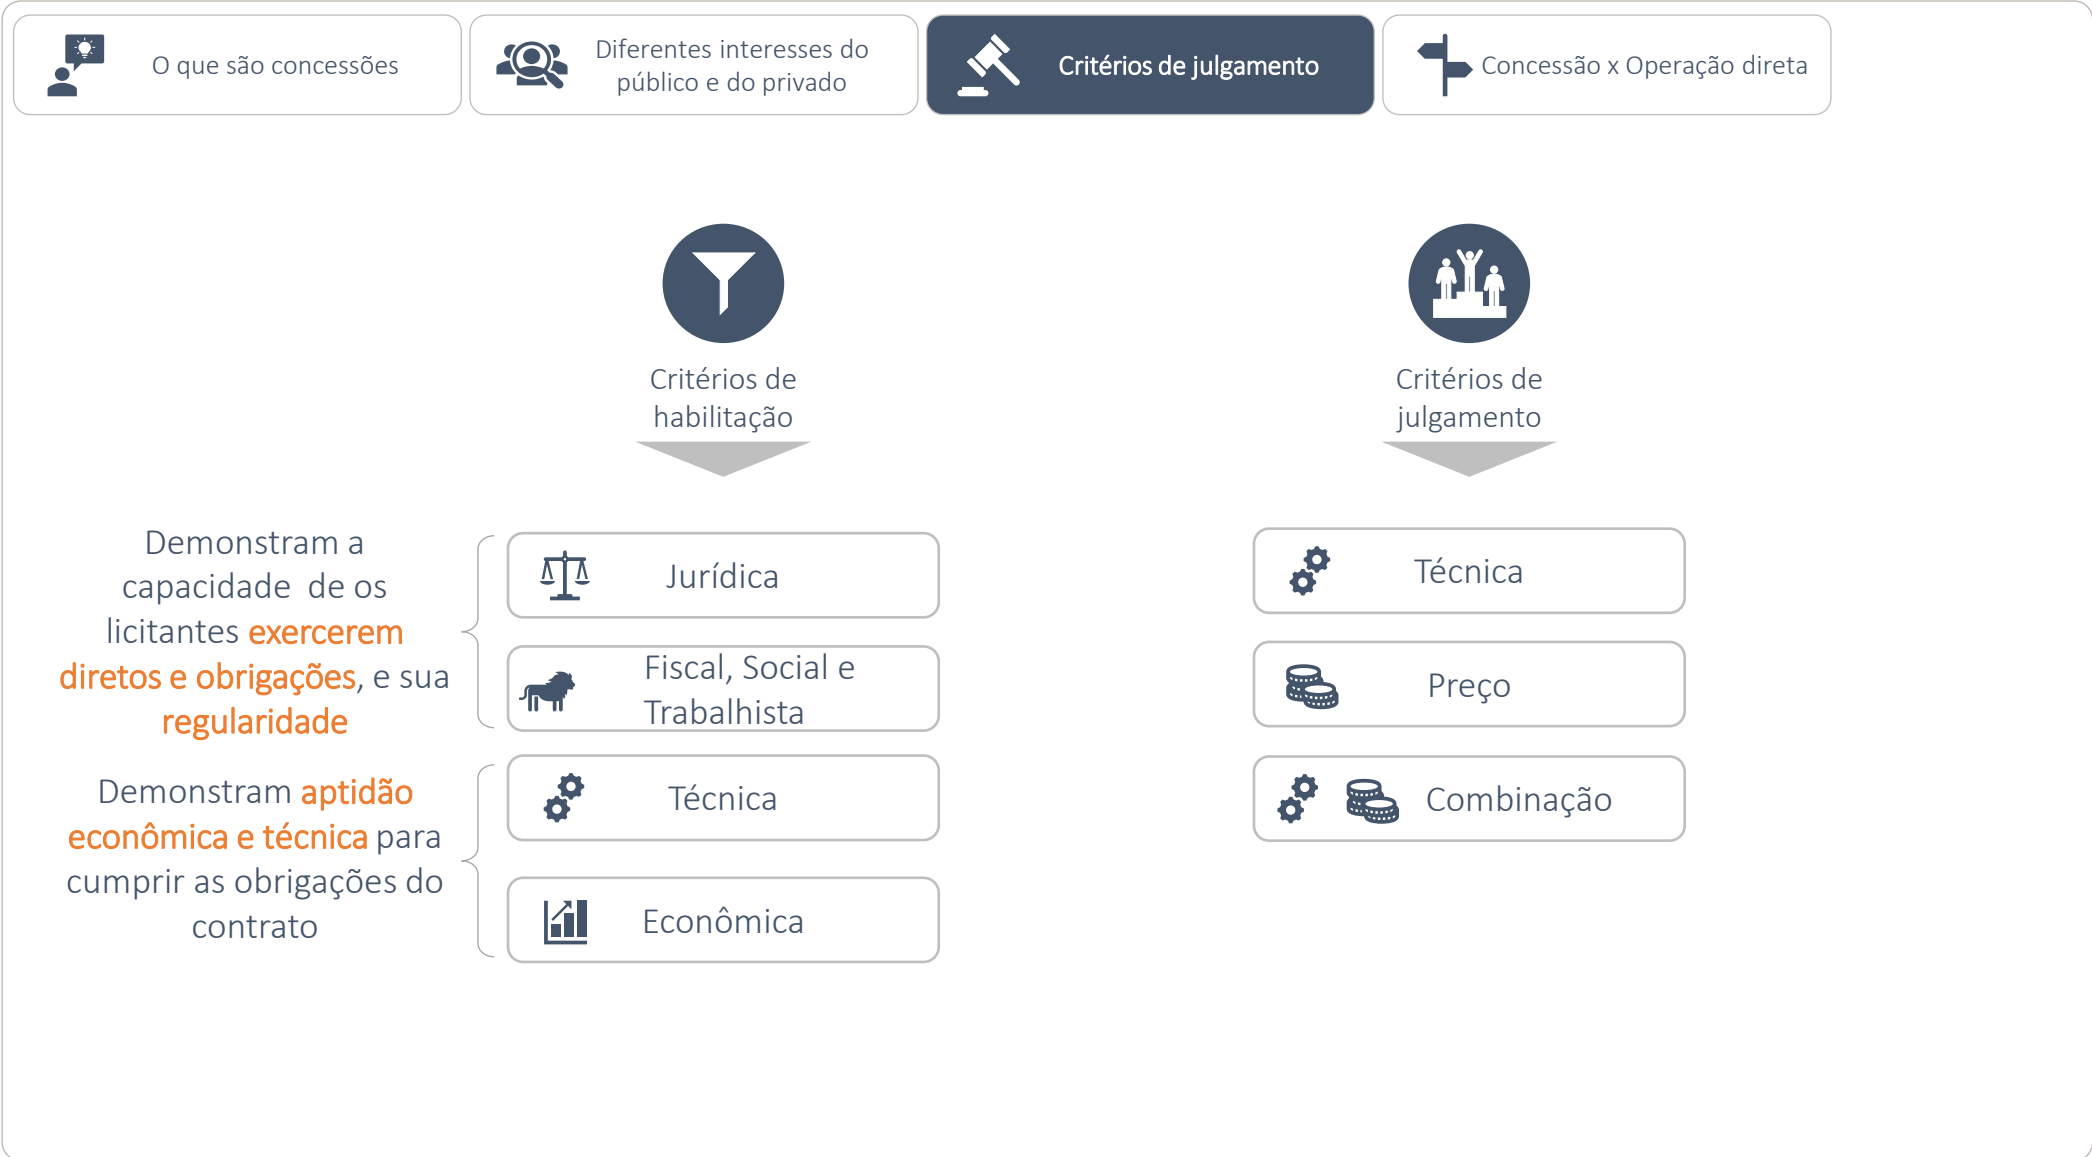 O que são concessões
Diferentes interesses do
público e do privado
Critérios de julgamento
Concessão x Operação direta
Critérios de
habilitação
Critérios de
julgamento
Demonstram a
capacidade  de os
licitantes exercerem
diretos e obrigações, e sua
regularidade
Jurídica
Fiscal, Social e
Trabalhista
Demonstram aptidão
econômica e técnica para
cumprir as obrigações do
contrato
Técnica
Econômica
Técnica
Preço
Combinação